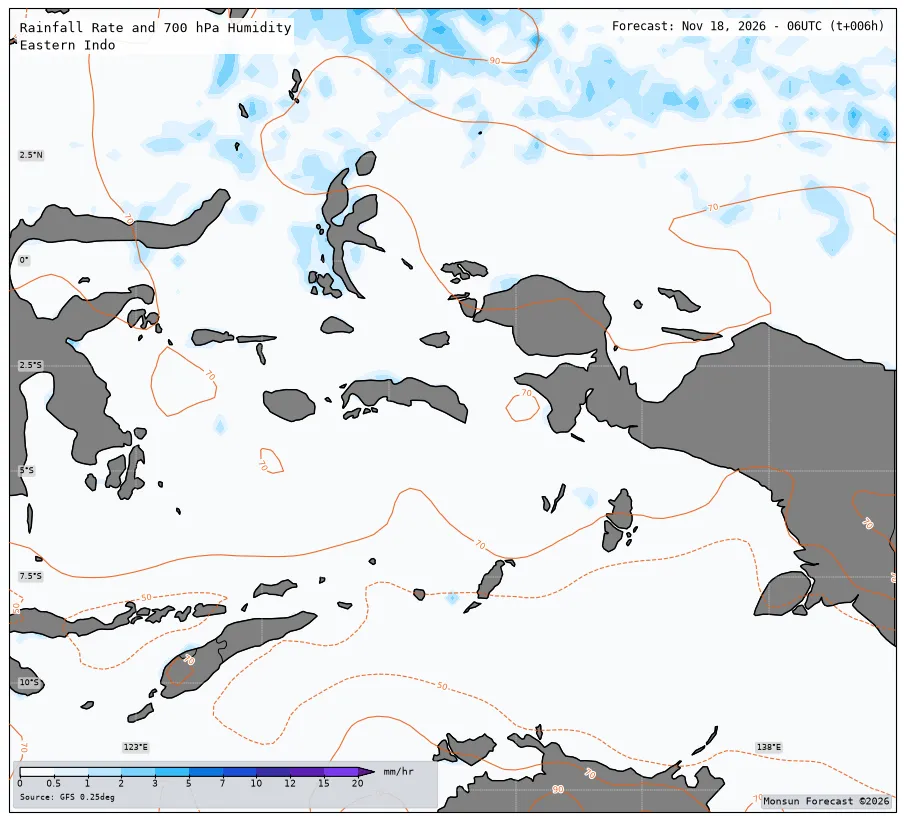 Rainfall Rate and 700 hPa Humidity
Eastern Indo
Forecast: Nov 18, 2026 - 06UTC (t+006h)
90
2.5°N
70
70
0°
2.5°S
70
70
70
5°S
70
70
7.5°S
50
70
10°S
50
70
123°E
138°E
70
90
70
mm/hr
0 0.5 1 2 3 5 7 10 12 15 20
Source: GFS 0.25deg
Monsun Forecast ©2026